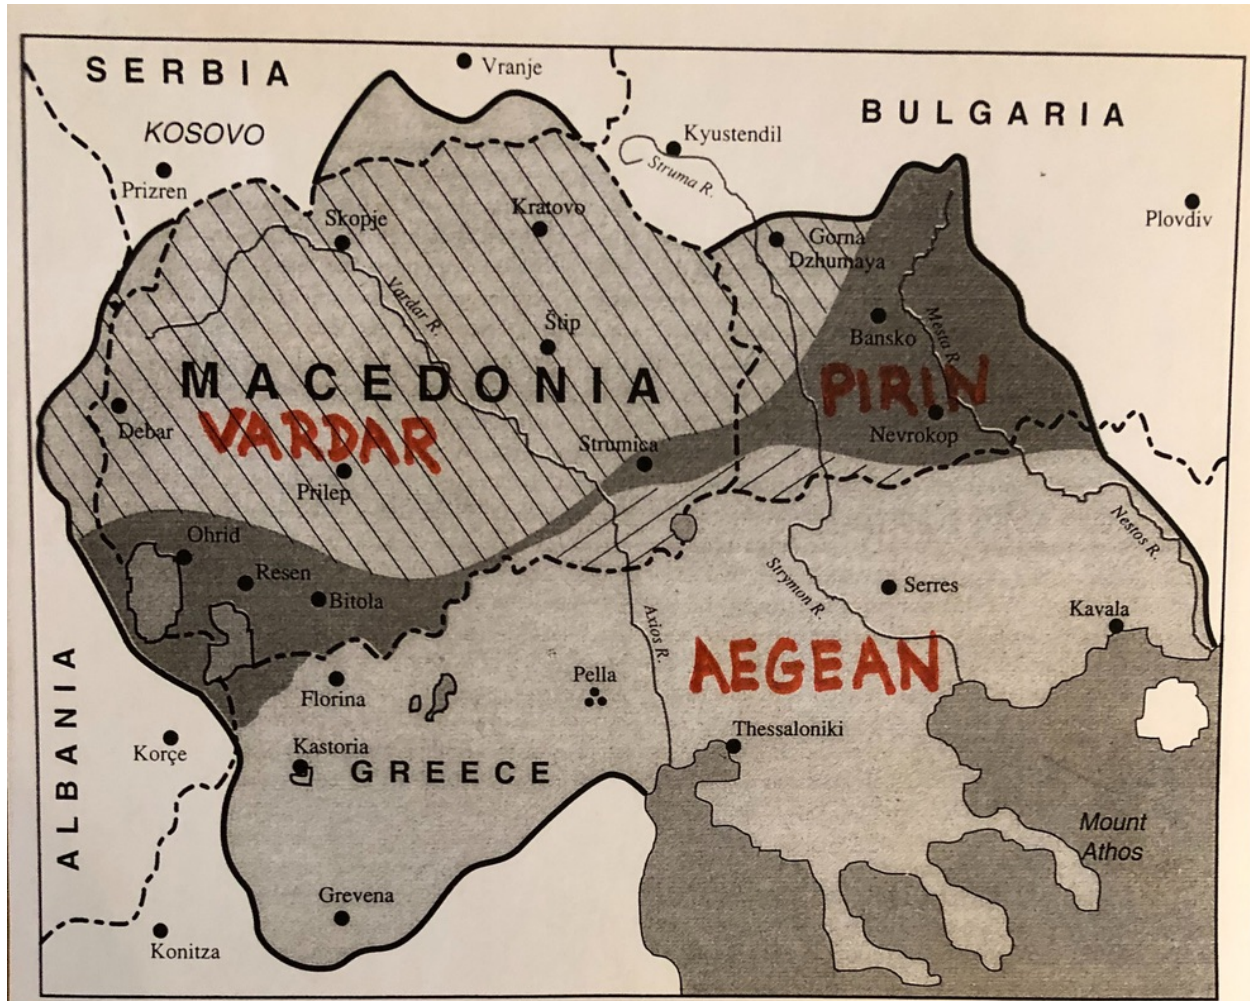 SERBIA
Vranje
BULGARIA
KOSOVO
Kyustendil
Struma R.
Prizren
Plovdiv
Skopje
Kratovo
Gorna
Dzhumaya
Vardar R.
Štip
Bansko
Mesta R.
MACEDONIA
PIRIN
Debar
VARDAR
Strumica
Nevrokop
Prilep
Ohrid
Nestos R.
Resen
Bitola
Strymon R.
Serres
Kavala
Axios R.
AEGEAN
Florina
Pella
ALBANIA
Korçe
Kastoria
Thessaloniki
GREECE
Mount
Athos
Grevena
Konitza